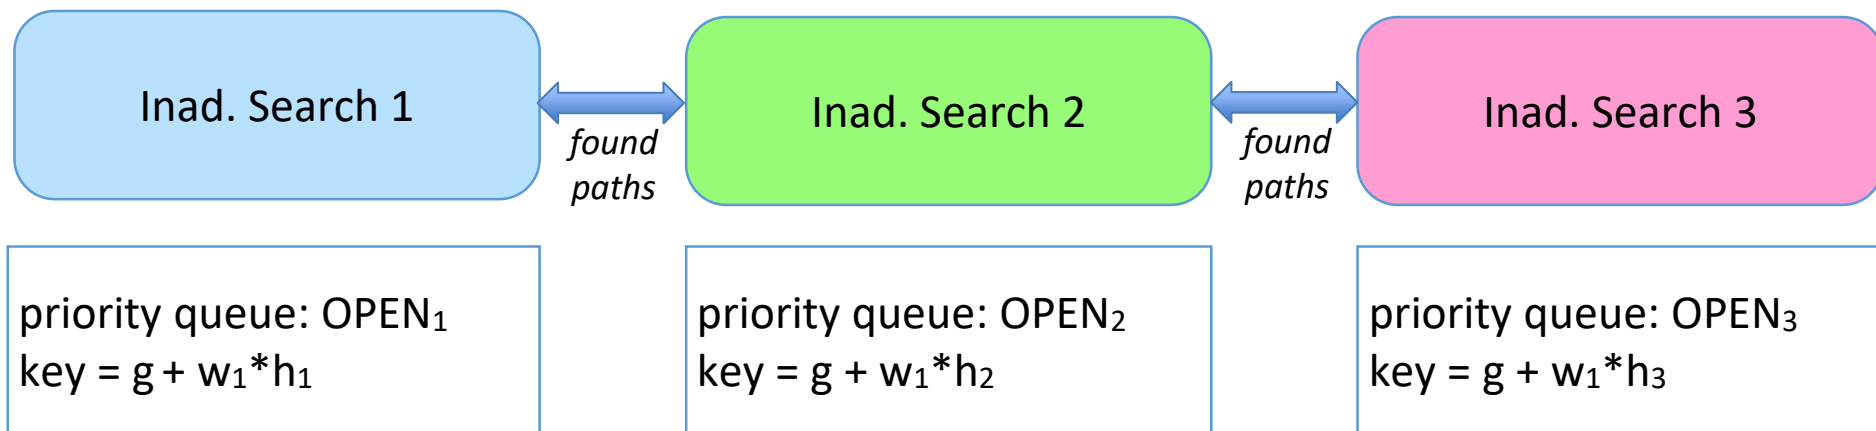 Inad. Search 1
Inad. Search 2
Inad. Search 3
found
paths
found
paths
priority queue: OPEN₁
key = g + w₁*h₁
priority queue: OPEN₂
key = g + w₁*h₂
priority queue: OPEN₃
key = g + w₁*h₃